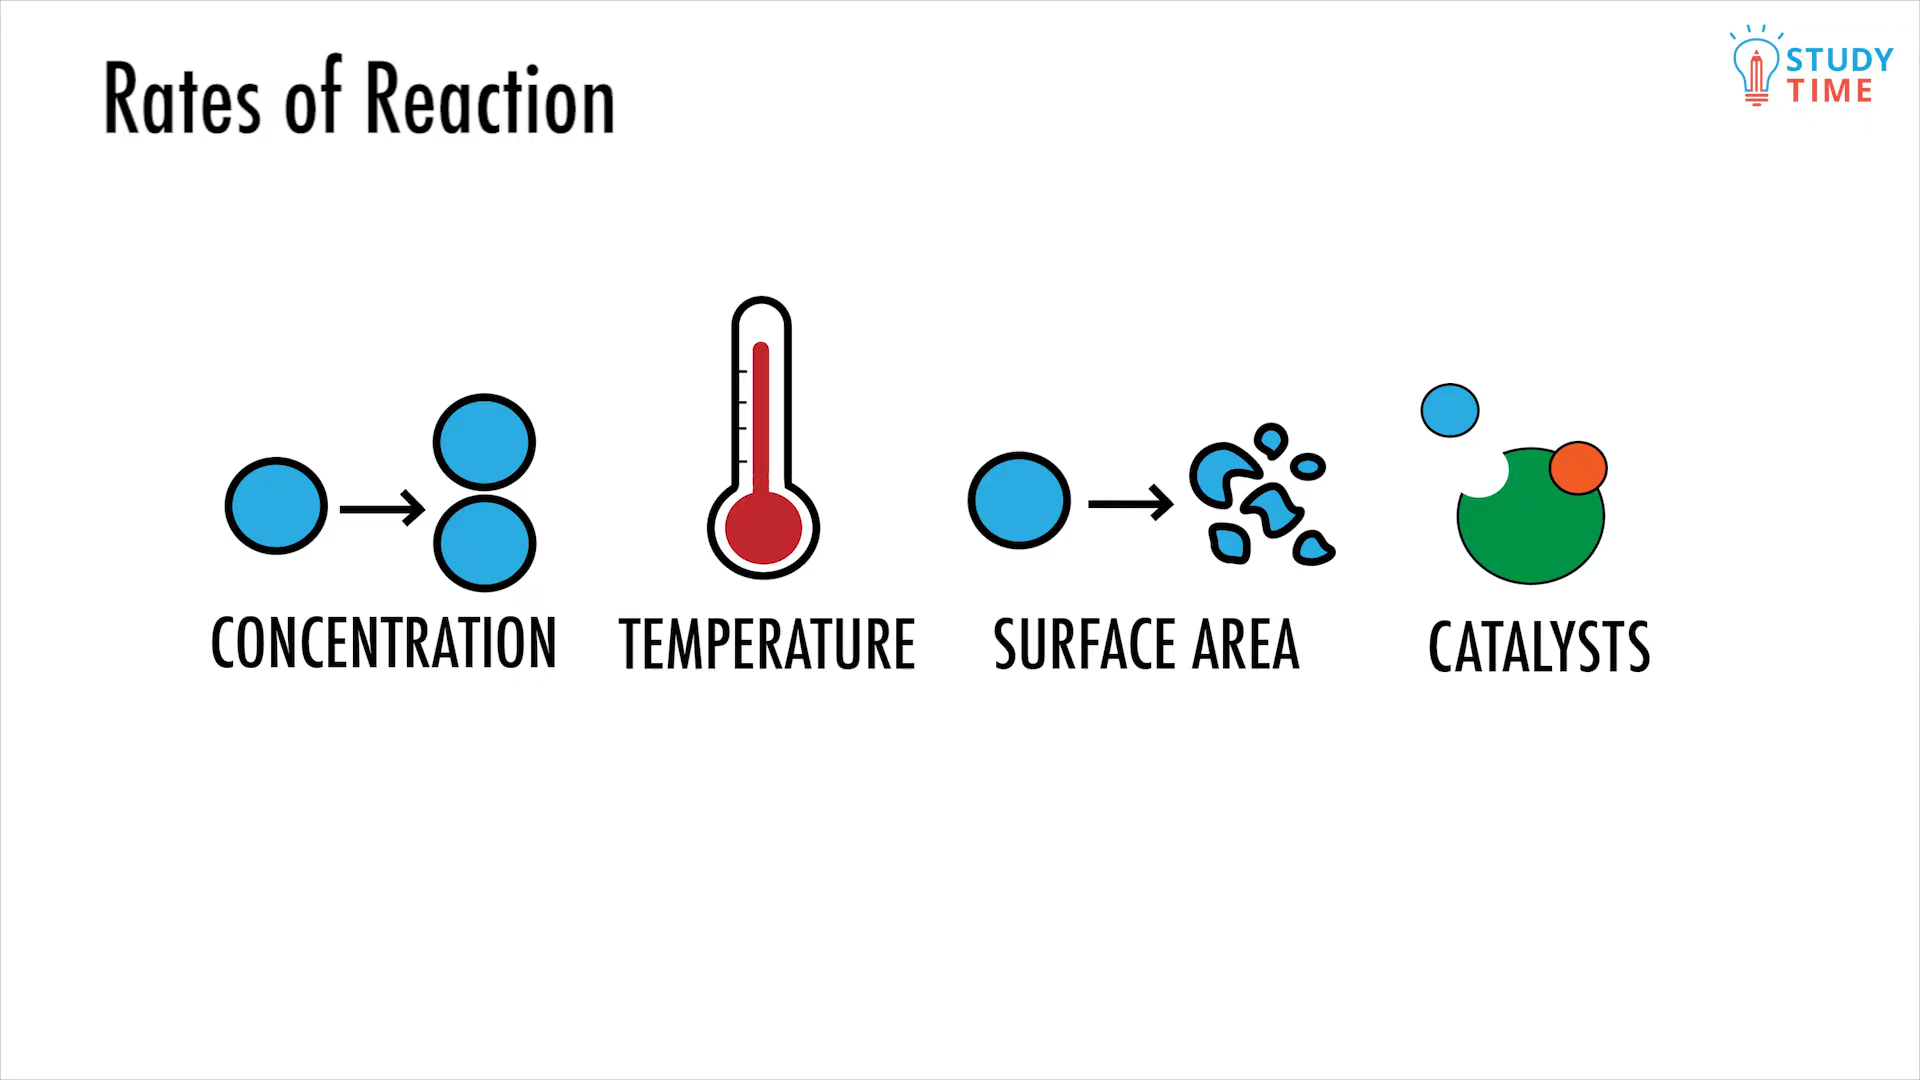 Rates of Reaction
STUDY
TIME
CONCENTRATION
TEMPERATURE
SURFACE AREA
CATALYSTS